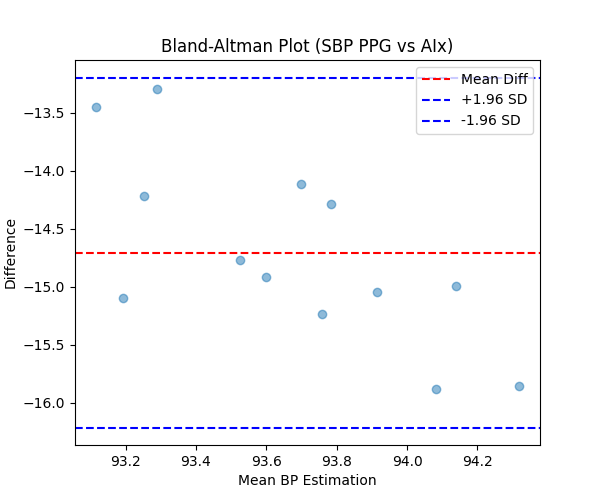 Bland-Altman Plot (SBP PPG vs AIx)
Mean Diff
+1.96 SD
-1.96 SD
Difference
−13.5
−14.0
−14.5
−15.0
−15.5
−16.0
93.2 93.4 93.6 93.8 94.0 94.2
Mean BP Estimation